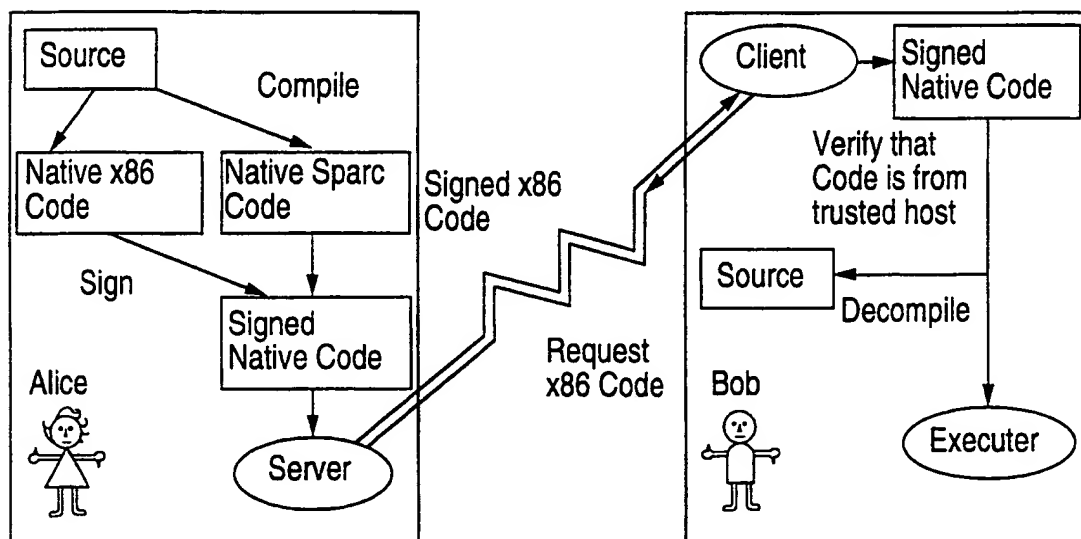 Source
Compile
Native x86
Code
Native Sparc
Code
Sign
Signed
Native Code
Alice
Server
Signed x86
Code
Request
x86 Code
Client
Signed
Native Code
Verify that
Code is from
trusted host
Source
Decompile
Bob
Executer